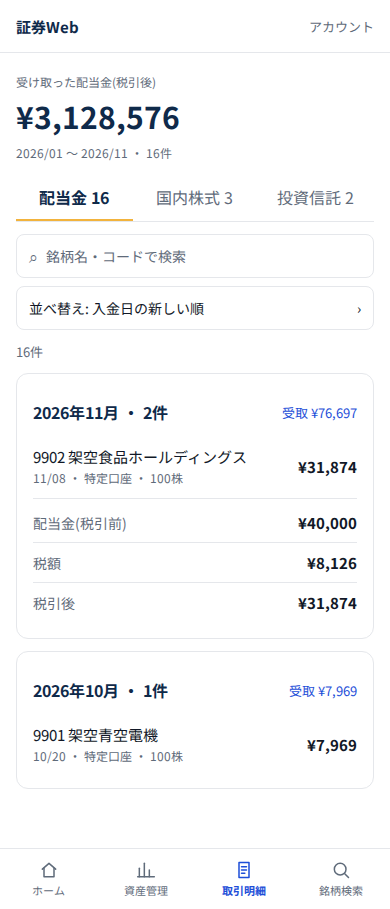 証券Web
アカウント
受け取った配当金(税引後)
¥3,128,576
2026/01 〜 2026/11 ・ 16件
配当金 16
国内株式 3
投資信託 2
銘柄名・コードで検索
並べ替え: 入金日の新しい順 ›
16件
2026年11月 ・ 2件
受取 ¥76,697
9902 架空食品ホールディングス
¥31,874
11/08 ・ 特定口座 ・ 100株
配当金(税引前) ¥40,000
税額 ¥8,126
税引後 ¥31,874
2026年10月 ・ 1件
受取 ¥7,969
9901 架空青空電機
¥7,969
10/20 ・ 特定口座 ・ 100株
ホーム
資産管理
取引明細
銘柄検索